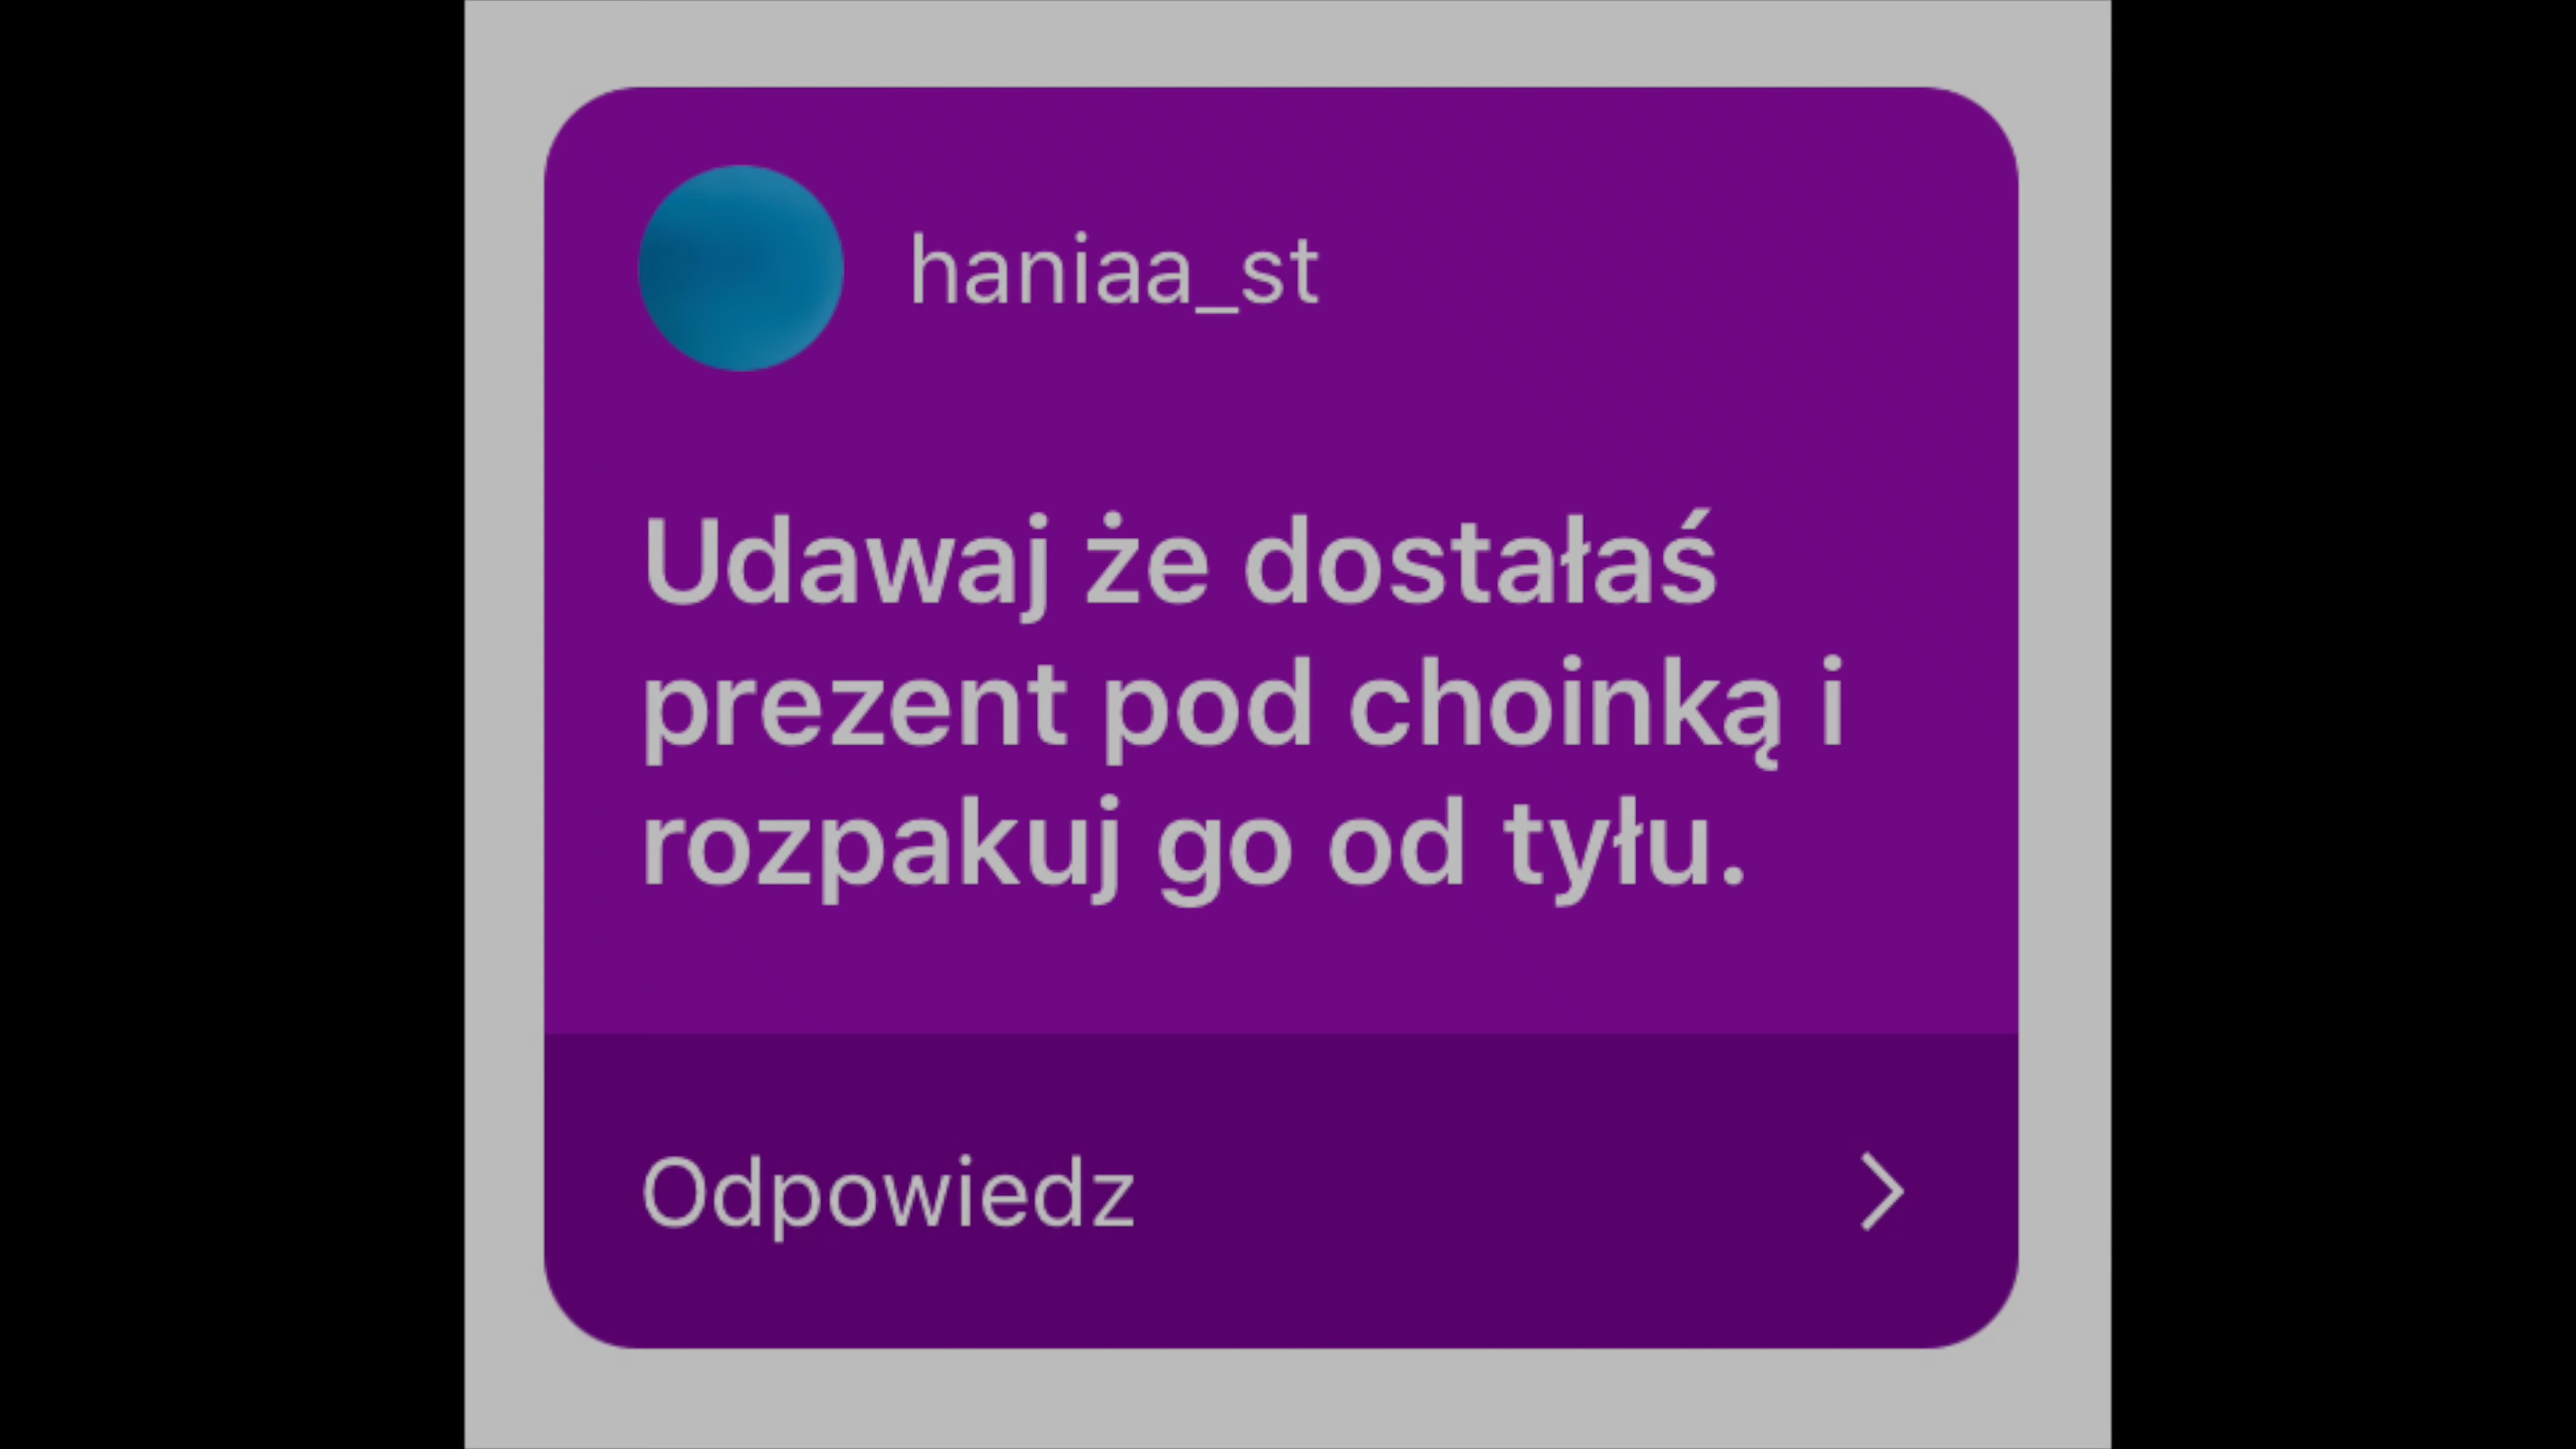 haniaa_st
Udawaj że dostałaś
prezent pod choinką i
rozpakuj go od tyłu.
Odpowiedz